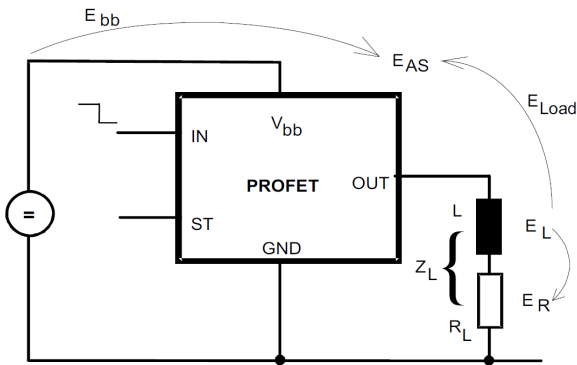 E bb
E AS
E Load
IN
V bb
PROFET
OUT
ST
GND
L
E L
Z L
{
R L
E R
=